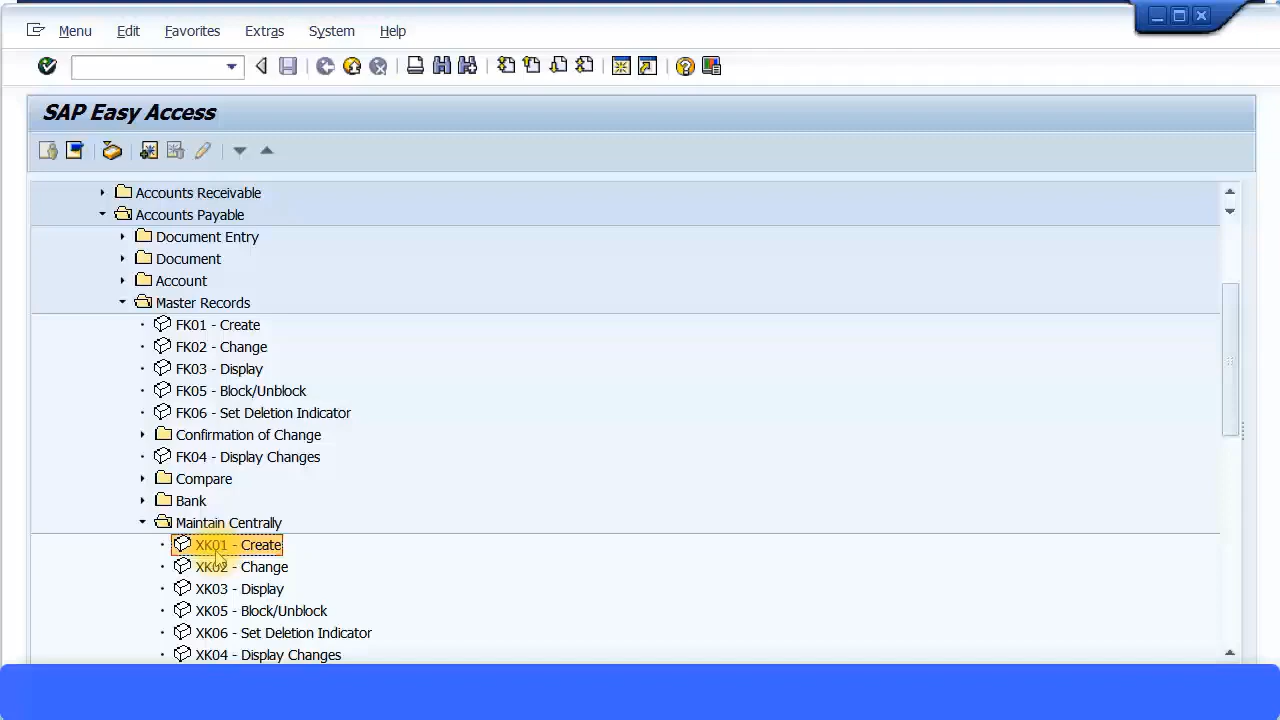 Menu Edit Favorites Extras System Help
SAP Easy Access
Accounts Receivable
Accounts Payable
Document Entry
Document
Account
Master Records
FK01 - Create
FK02 - Change
FK03 - Display
FK05 - Block/Unblock
FK06 - Set Deletion Indicator
Confirmation of Change
FK04 - Display Changes
Compare
Bank
Maintain Centrally
XK01 - Create
XK02 - Change
XK03 - Display
XK05 - Block/Unblock
XK06 - Set Deletion Indicator
XK04 - Display Changes